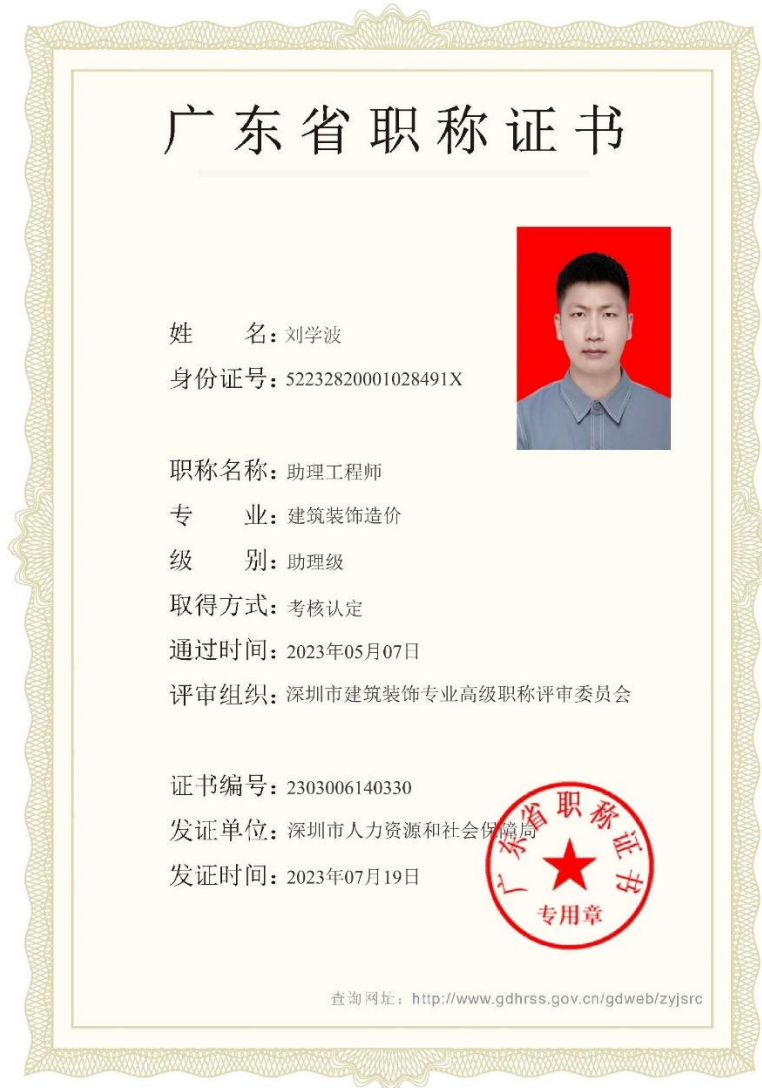 广东省职称证书
姓 名：刘学波
身份证号：52232820001028491X
职称名称：助理工程师
专 业：建筑装饰造价
级 别：助理级
取得方式：考核认定
通过时间：2023年05月07日
评审组织：深圳市建筑装饰专业高级职称评审委员会
证书编号：2303006140330
发证单位：深圳市人力资源和社会保障局
发证时间：2023年07月19日
广东省职称证书
专用章
查询网址：http://www.gdhrss.gov.cn/gdweb/zyjsrc